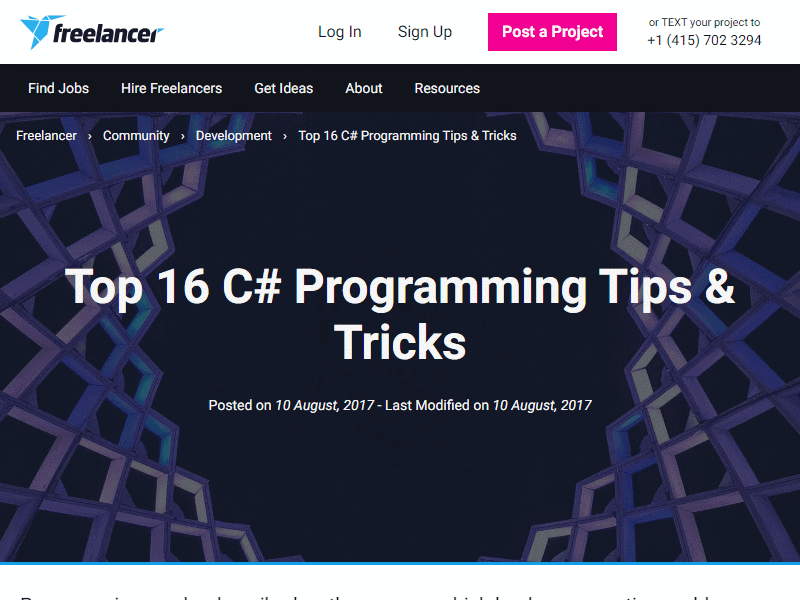 freelancer
Log In
Sign Up
Post a Project
or TEXT your project to
+1 (415) 702 3294
Find Jobs
Hire Freelancers
Get Ideas
About
Resources
Freelancer › Community › Development › Top 16 C# Programming Tips & Tricks
Top 16 C# Programming Tips &
Tricks
Posted on 10 August, 2017 - Last Modified on 10 August, 2017